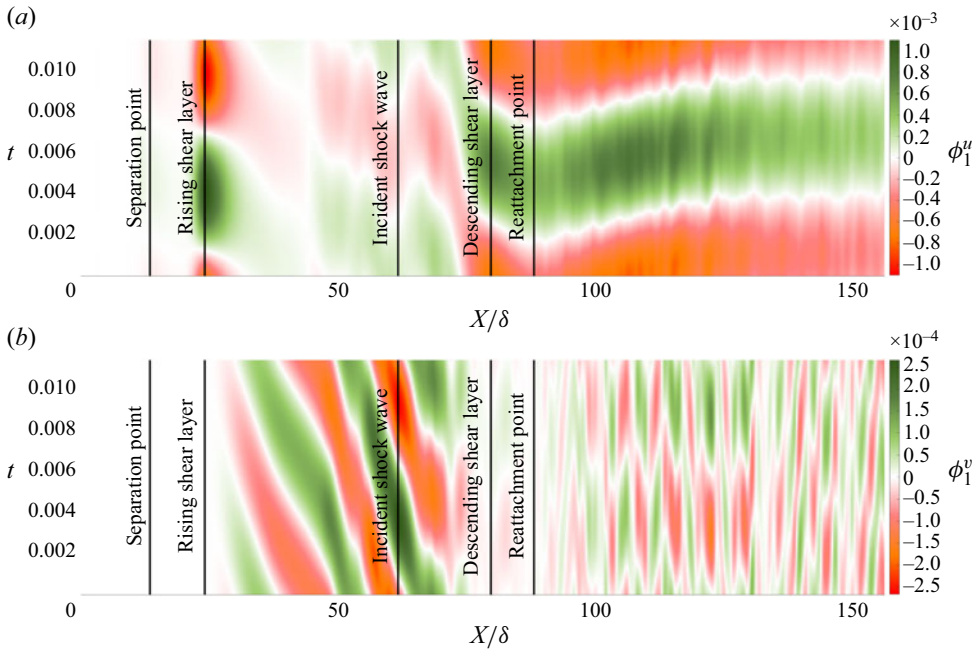 (a)
×10⁻³
0.010
0.008
t 0.006
0.004
0.002
Separation point
Rising shear layer
Incident shock wave
Descending shear layer
Reattachment point
1.0
0.8
0.6
0.4
0.2
0
–0.2
–0.4
–0.6
–0.8
–1.0
ϕ₁ᵘ
0 50 100 150
X/δ
(b)
×10⁻⁴
0.010
0.008
t 0.006
0.004
0.002
Separation point
Rising shear layer
Incident shock wave
Descending shear layer
Reattachment point
2.5
2.0
1.5
1.0
0.5
0
–0.5
–1.0
–1.5
–2.0
–2.5
ϕ₁ᵛ
0 50 100 150
X/δ